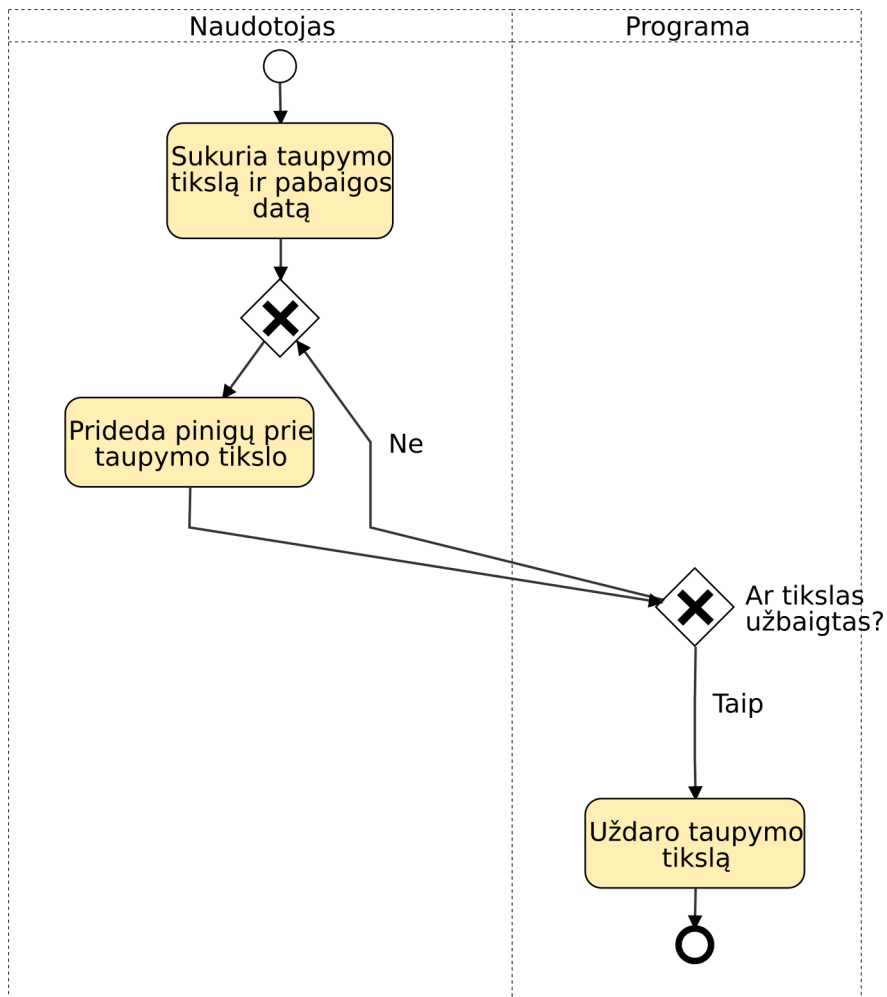 Naudotojas
Programa
Sukuria taupymo
tikslą ir pabaigos
datą
Prideda pinigų prie
taupymo tikslo
Ne
Ar tikslas
užbaigtas?
Taip
Uždaro taupymo
tikslą